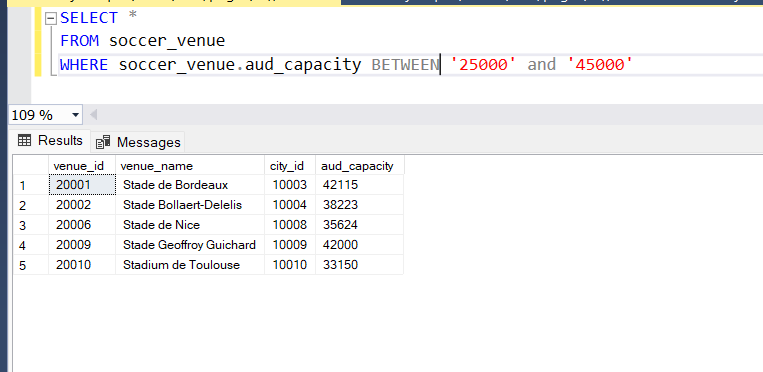 SELECT *
FROM soccer_venue
WHERE soccer_venue.aud_capacity BETWEEN '25000' and '45000'
109 %
Results Messages
venue_id venue_name city_id aud_capacity
1 20001 Stade de Bordeaux 10003 42115
2 20002 Stade Bollaert-Delelis 10004 38223
3 20006 Stade de Nice 10008 35624
4 20009 Stade Geoffroy Guichard 10009 42000
5 20010 Stadium de Toulouse 10010 33150